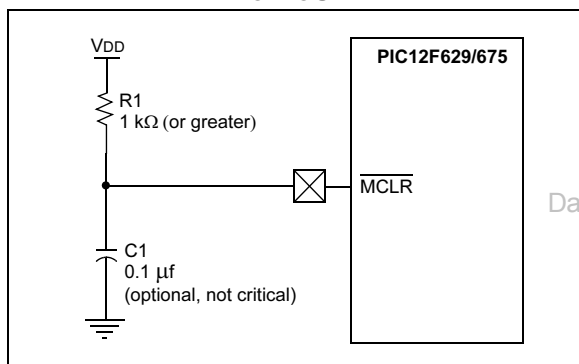 VDD
PIC12F629/675
R1
1 kΩ (or greater)
MCLR
Da
C1
0.1 µf
(optional, not critical)